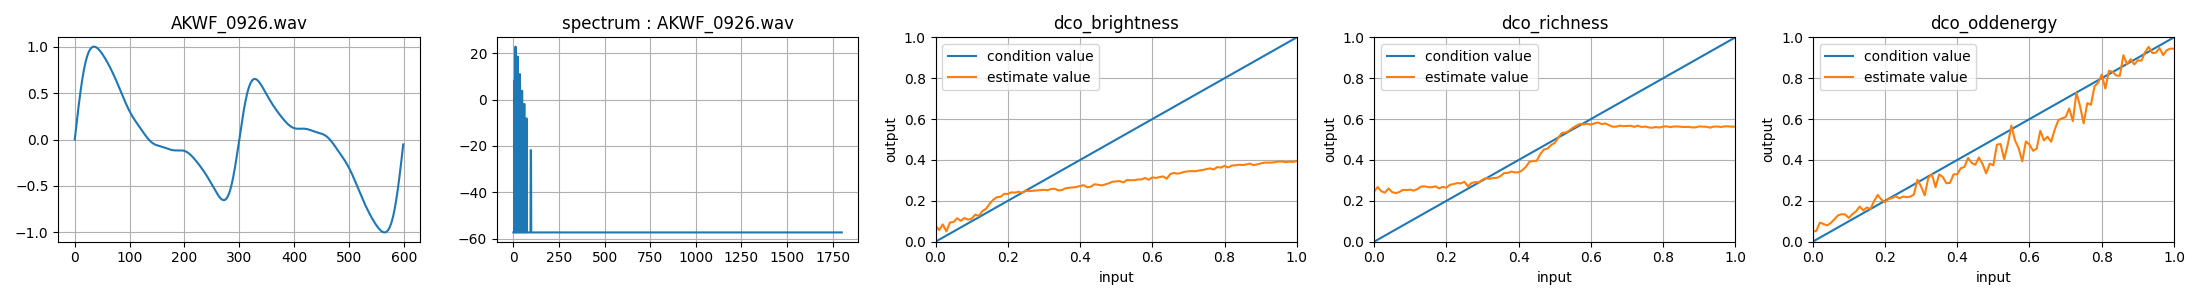 AKWF_0926.wav
1.0
0.5
0.0
−0.5
−1.0
0 100 200 300 400 500 600
spectrum : AKWF_0926.wav
20
0
−20
−40
−60
0 250 500 750 1000 1250 1500 1750
dco_brightness
condition value
estimate value
output
1.0
0.8
0.6
0.4
0.2
0.0
0.0 0.2 0.4 0.6 0.8 1.0
input
dco_richness
condition value
estimate value
output
1.0
0.8
0.6
0.4
0.2
0.0
0.0 0.2 0.4 0.6 0.8 1.0
input
dco_oddenergy
condition value
estimate value
output
1.0
0.8
0.6
0.4
0.2
0.0
0.0 0.2 0.4 0.6 0.8 1.0
input